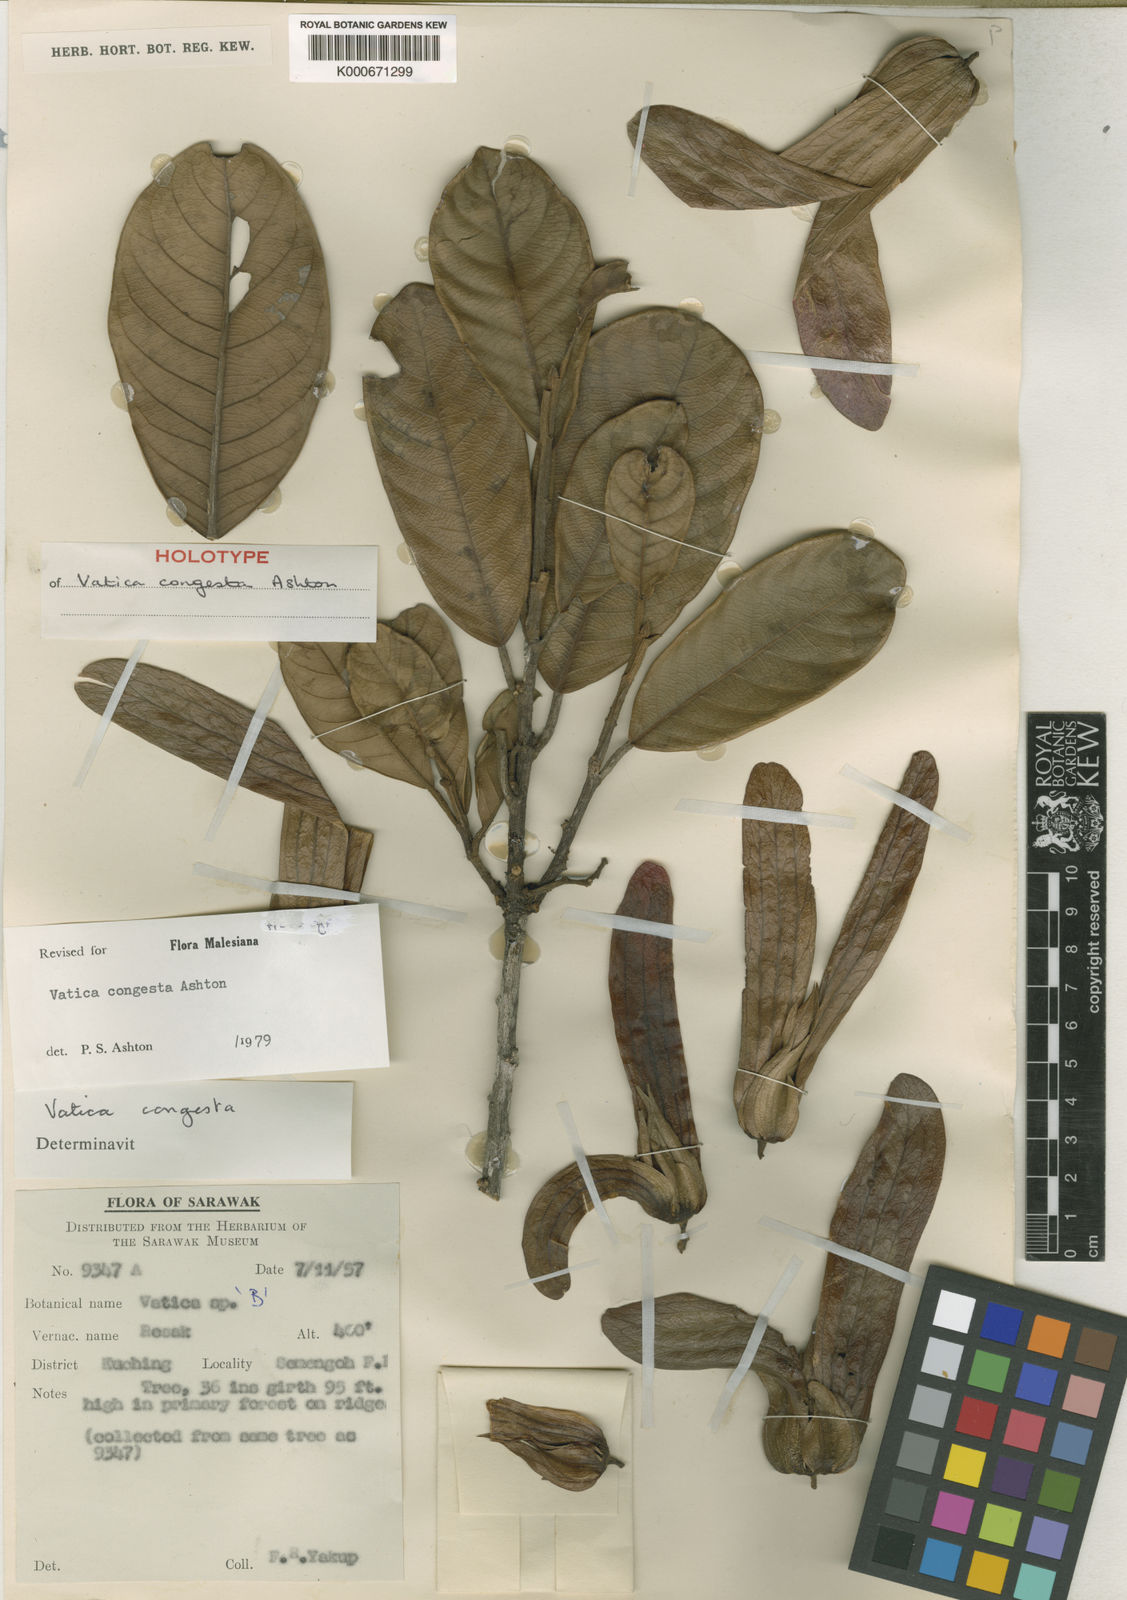 HERB. HORT. BOT. REG. KEW.
ROYAL BOTANIC GARDENS KEW
K000671299
P
HOLOTYPE
of Vatica congesta Ashton
Revised for Flora Malesiana
Vatica congesta Ashton
det. P. S. Ashton /1979
Vatica congesta
Determinavit
FLORA OF SARAWAK
Distributed from the Herbarium of
the Sarawak Museum
No. 9347 A Date 7/11/57
Botanical name Vatica sp. 'B'
Vernac. name Resak Alt. 400'
District Kuching Locality Semengoh F.
Notes Tree, 36 ins girth 95 ft.
high in primary forest on ridge
(collected from same tree as
9347)
Det. Coll. F.S.Yakup
ROYAL
BOTANIC
GARDENS
KEW
0 1 2 3 4 5 6 7 8 9 10
cm
copyright reserved